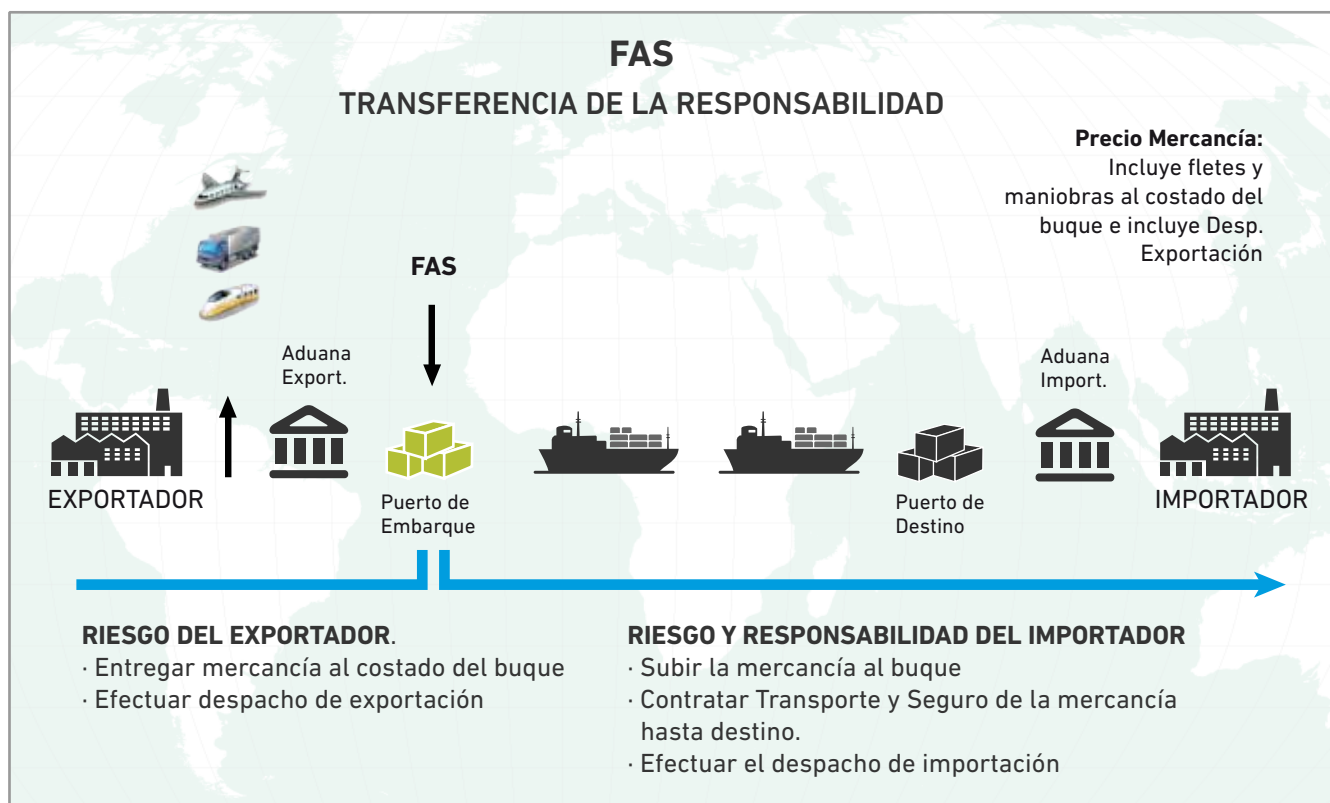 FAS
TRANSFERENCIA DE LA RESPONSABILIDAD
Precio Mercancía:
Incluye fletes y
maniobras al costado del
buque e incluye Desp.
Exportación
FAS
Aduana
Export.
Aduana
Import.
EXPORTADOR
Puerto de
Embarque
Puerto de
Destino
IMPORTADOR
RIESGO DEL EXPORTADOR.
· Entregar mercancía al costado del buque
· Efectuar despacho de exportación
RIESGO Y RESPONSABILIDAD DEL IMPORTADOR
· Subir la mercancía al buque
· Contratar Transporte y Seguro de la mercancía
hasta destino.
· Efectuar el despacho de importación